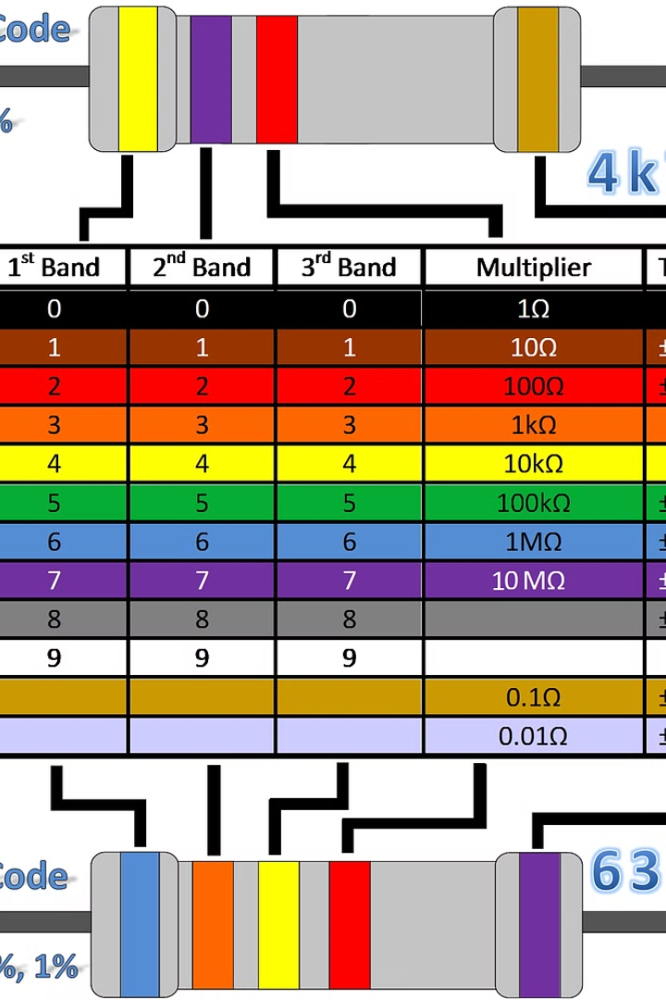 Code
%
4k
1st Band 2nd Band 3rd Band Multiplier T
0 0 0 1Ω
1 1 1 10Ω ±
2 2 2 100Ω ±
3 3 3 1kΩ
4 4 4 10kΩ
5 5 5 100kΩ ±
6 6 6 1MΩ ±
7 7 7 10 MΩ ±
8 8 8 ±
9 9 9
0.1Ω ±
0.01Ω ±
Code
63
%, 1%